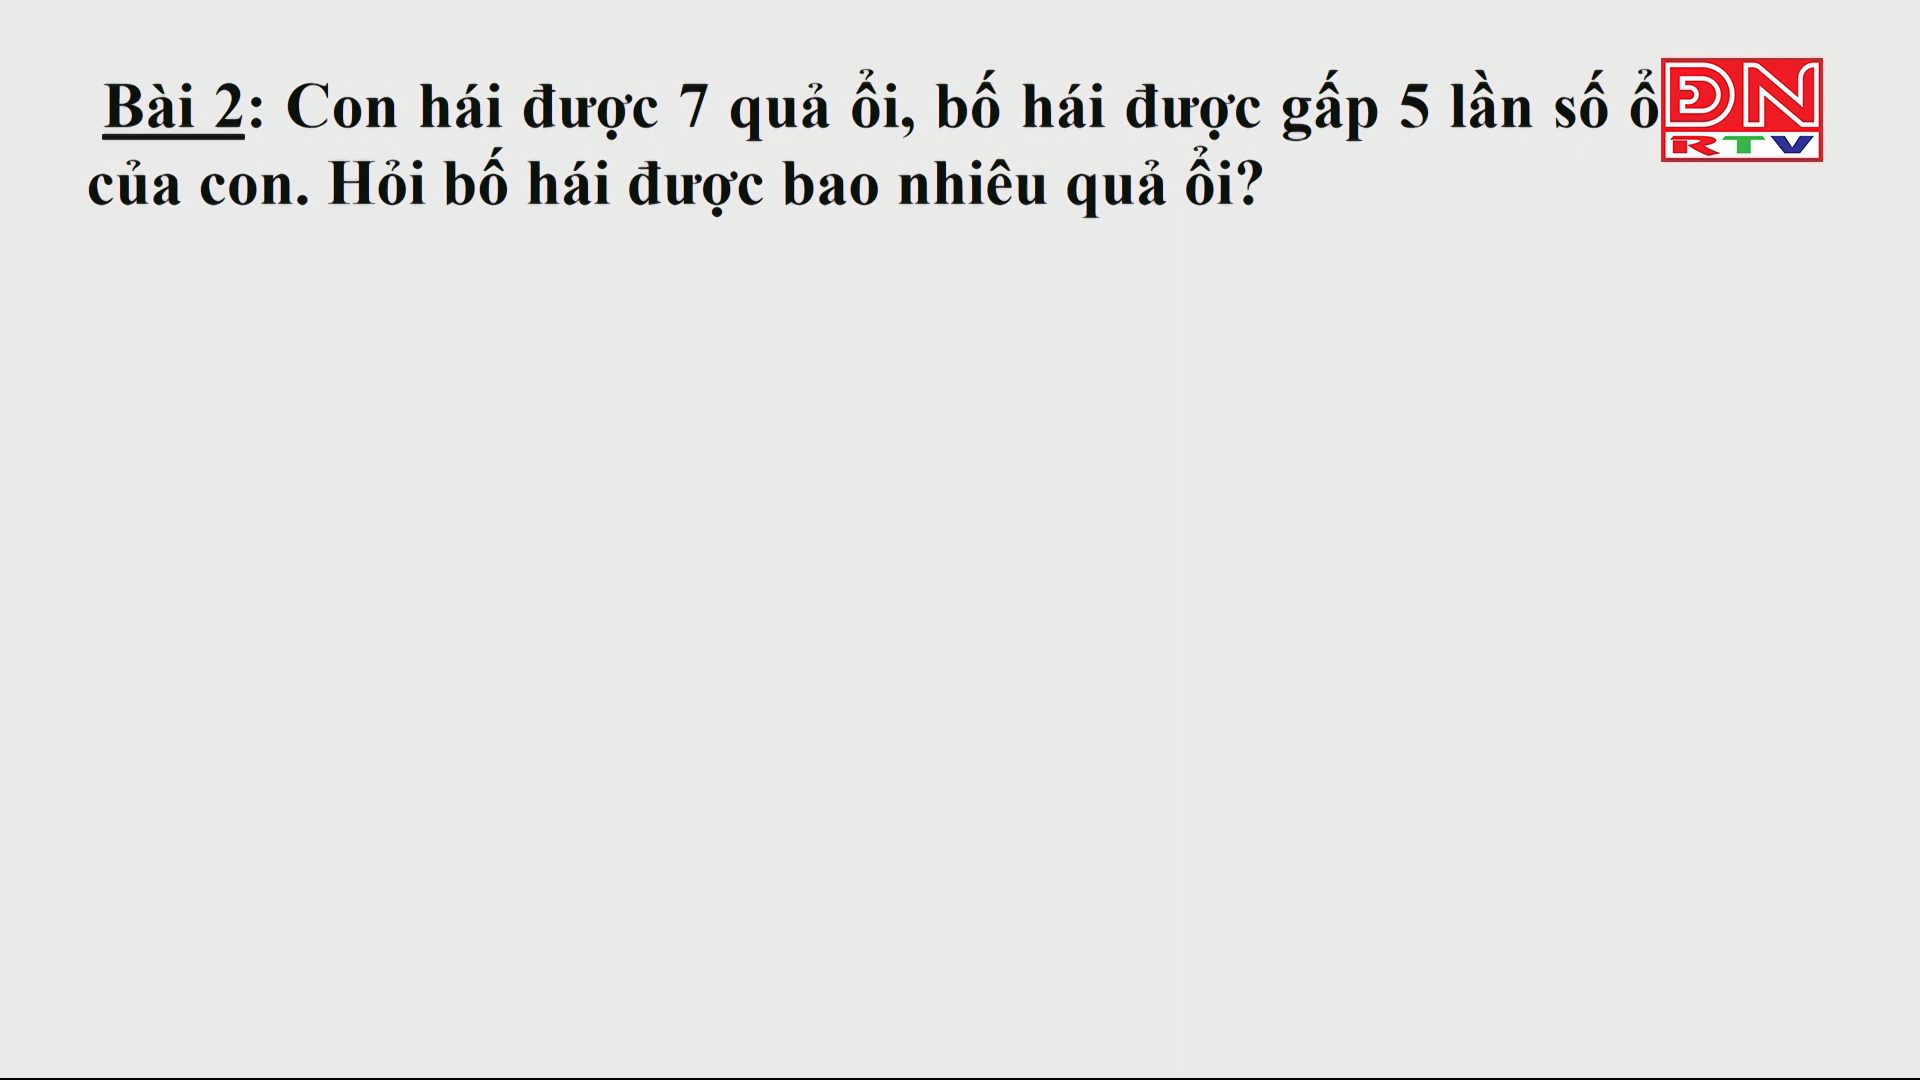 Bài 2: Con hái được 7 quả ổi, bố hái được gấp 5 lần số
của con. Hỏi bố hái được bao nhiêu quả ổi?
ĐN
RTV